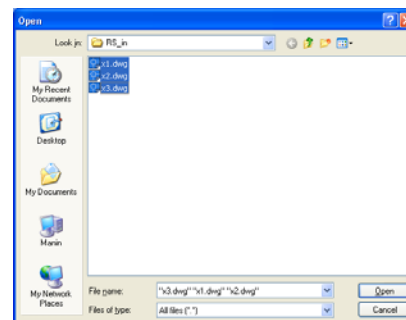 Open
Look in: RS_in
x1.dwg
x2.dwg
x3.dwg
My Recent
Documents
Desktop
My Documents
Manin
My Network
Places
File name: "x3.dwg" "x1.dwg" "x2.dwg"
Open
Files of type: All files (*.*)
Cancel